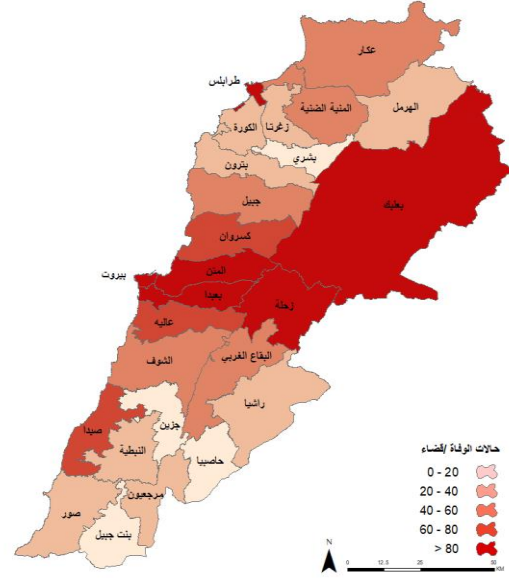 عكار
طرابلس
المنية الضنية
الهرمل
زغرتا
الكورة
بشري
بترون
بعلبك
جبيل
كسروان
المتن
بيروت
بعبدا
زحلة
عاليه
الشوف
البقاع الغربي
راشيا
صيدا
جزين
النبطية
حاصبيا
مرجعيون
صور
بنت جبيل
حالات الوفاة /قضاء
0 - 20
20 - 40
40 - 60
60 - 80
> 80
N
0
KM